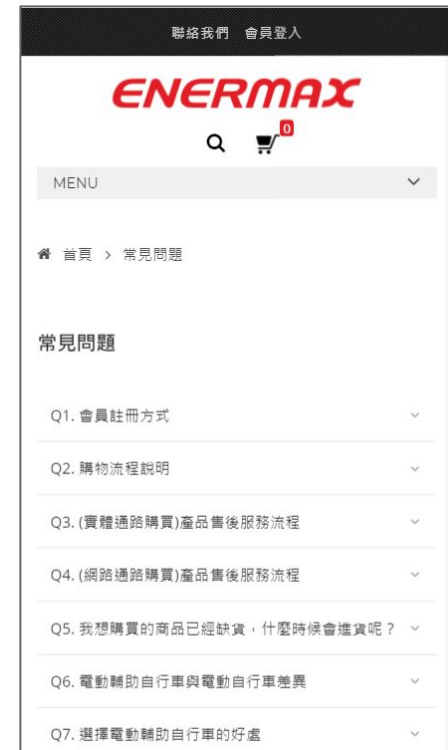 聯絡我們 會員登入
ENERMAX
0
MENU
首頁 > 常見問題
常見問題
Q1. 會員註冊方式
Q2. 購物流程說明
Q3. (實體通路購買)產品售後服務流程
Q4. (網路通路購買)產品售後服務流程
Q5. 我想購買的商品已經缺貨，什麼時候會進貨呢？
Q6. 電動輔助自行車與電動自行車差異
Q7. 選擇電動輔助自行車的好處